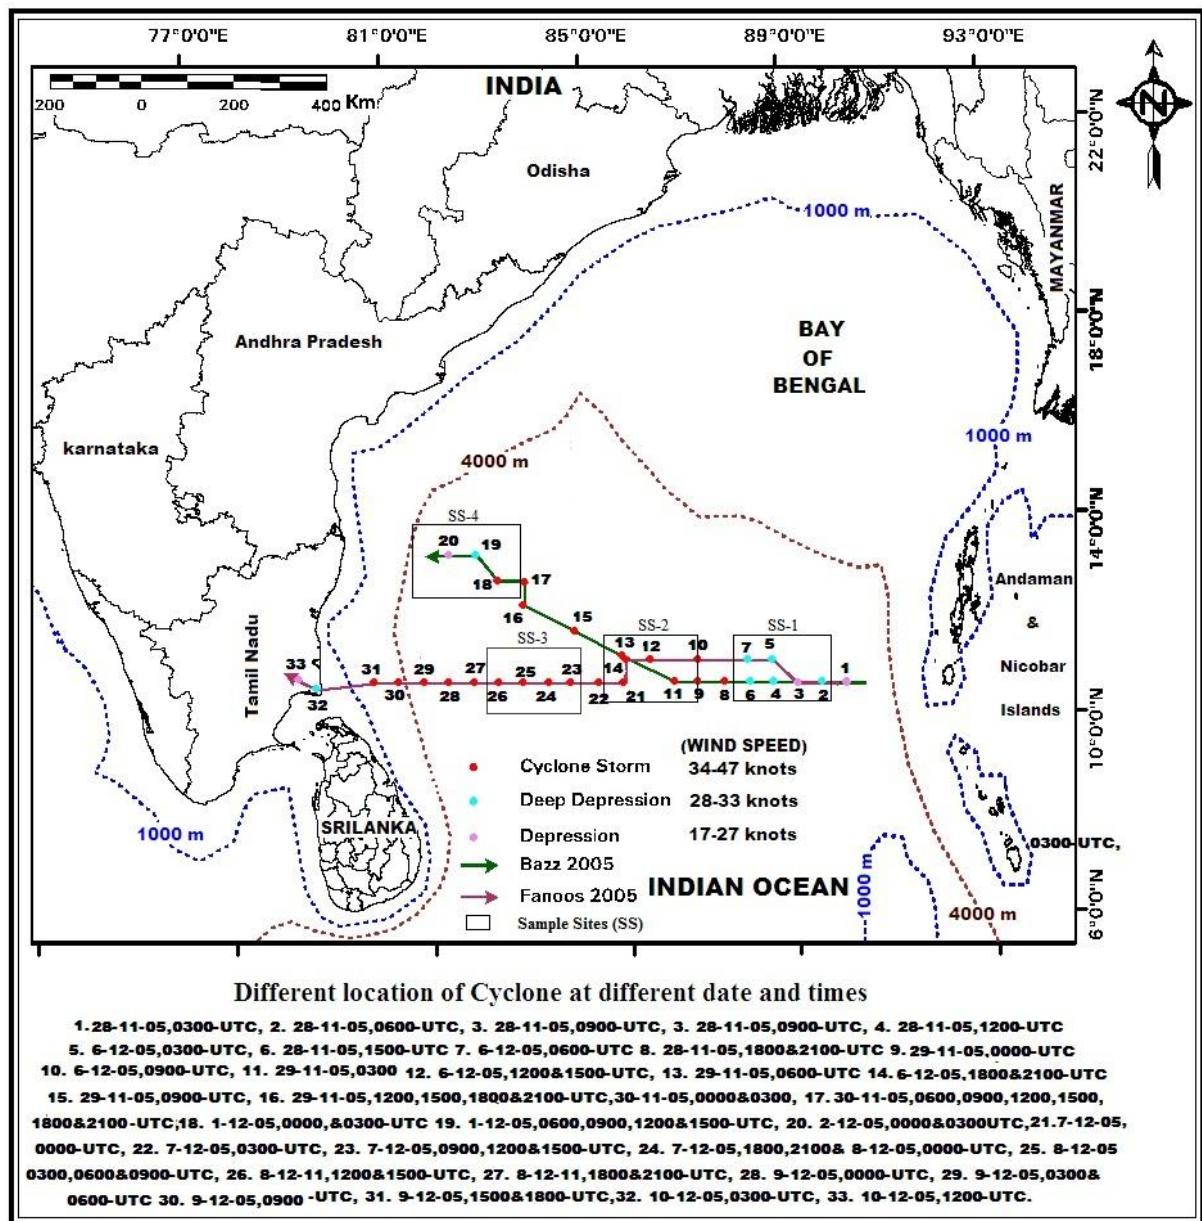 77°0'0"E 81°0'0"E 85°0'0"E 89°0'0"E 93°0'0"E
200 0 200 400 Km
INDIA
N
22°0'0"N
Odisha
1000 m
MAYANMAR
BAY
OF
BENGAL
18°0'0"N
Andhra Pradesh
karnataka
1000 m
4000 m
14°0'0"N
SS-4
20 19
18 17
16
15
Andaman
&
Nicobar
Islands
SS-3 SS-2 SS-1
13 12 10 7 5
14
33 31 29 27 25 23 1
32 30 28 26 24 22 21 11 9 8 6 4 3 2
Tamil Nadu
10°0'0"N
(WIND SPEED)
Cyclone Storm 34-47 knots
Deep Depression 28-33 knots
Depression 17-27 knots
Bazz 2005
Fanoos 2005
Sample Sites (SS)
SRILANKA
1000 m
0300-UTC,
INDIAN OCEAN
1000 m
4000 m
6°0'0"N
Different location of Cyclone at different date and times
1.28-11-05,0300-UTC, 2. 28-11-05,0600-UTC, 3. 28-11-05,0900-UTC, 3. 28-11-05,0900-UTC, 4. 28-11-05,1200-UTC
5. 6-12-05,0300-UTC, 6. 28-11-05,1500-UTC 7. 6-12-05,0600-UTC 8. 28-11-05,1800&2100-UTC 9.29-11-05.0000-UTC
10. 6-12-05,0900-UTC, 11. 29-11-05,0300 12. 6-12-05,1200&1500-UTC, 13. 29-11-05,0600-UTC 14.6-12-05.1800&2100-UTC
15. 29-11-05,0900-UTC, 16. 29-11-05,1200,1500,1800&2100-UTC,30-11-05,0000&0300, 17.30-11-05,0600,0900,1200,1500,
1800&2100-UTC,18. 1-12-05,0000,&0300-UTC 19. 1-12-05,0600,0900,1200&1500-UTC, 20. 2-12-05,0000&0300UTC,21.7-12-05,
0000-UTC, 22. 7-12-05,0300-UTC, 23. 7-12-05,0900,1200&1500-UTC, 24. 7-12-05,1800,2100& 8-12-05,0000-UTC, 25. 8-12-05
0300,0600&0900-UTC, 26. 8-12-11,1200&1500-UTC, 27. 8-12-11,1800&2100-UTC, 28. 9-12-05,0000-UTC, 29. 9-12-05,0300&
0600-UTC 30. 9-12-05,0900 -UTC, 31. 9-12-05,1500&1800-UTC,32. 10-12-05,0300-UTC, 33. 10-12-05,1200-UTC.